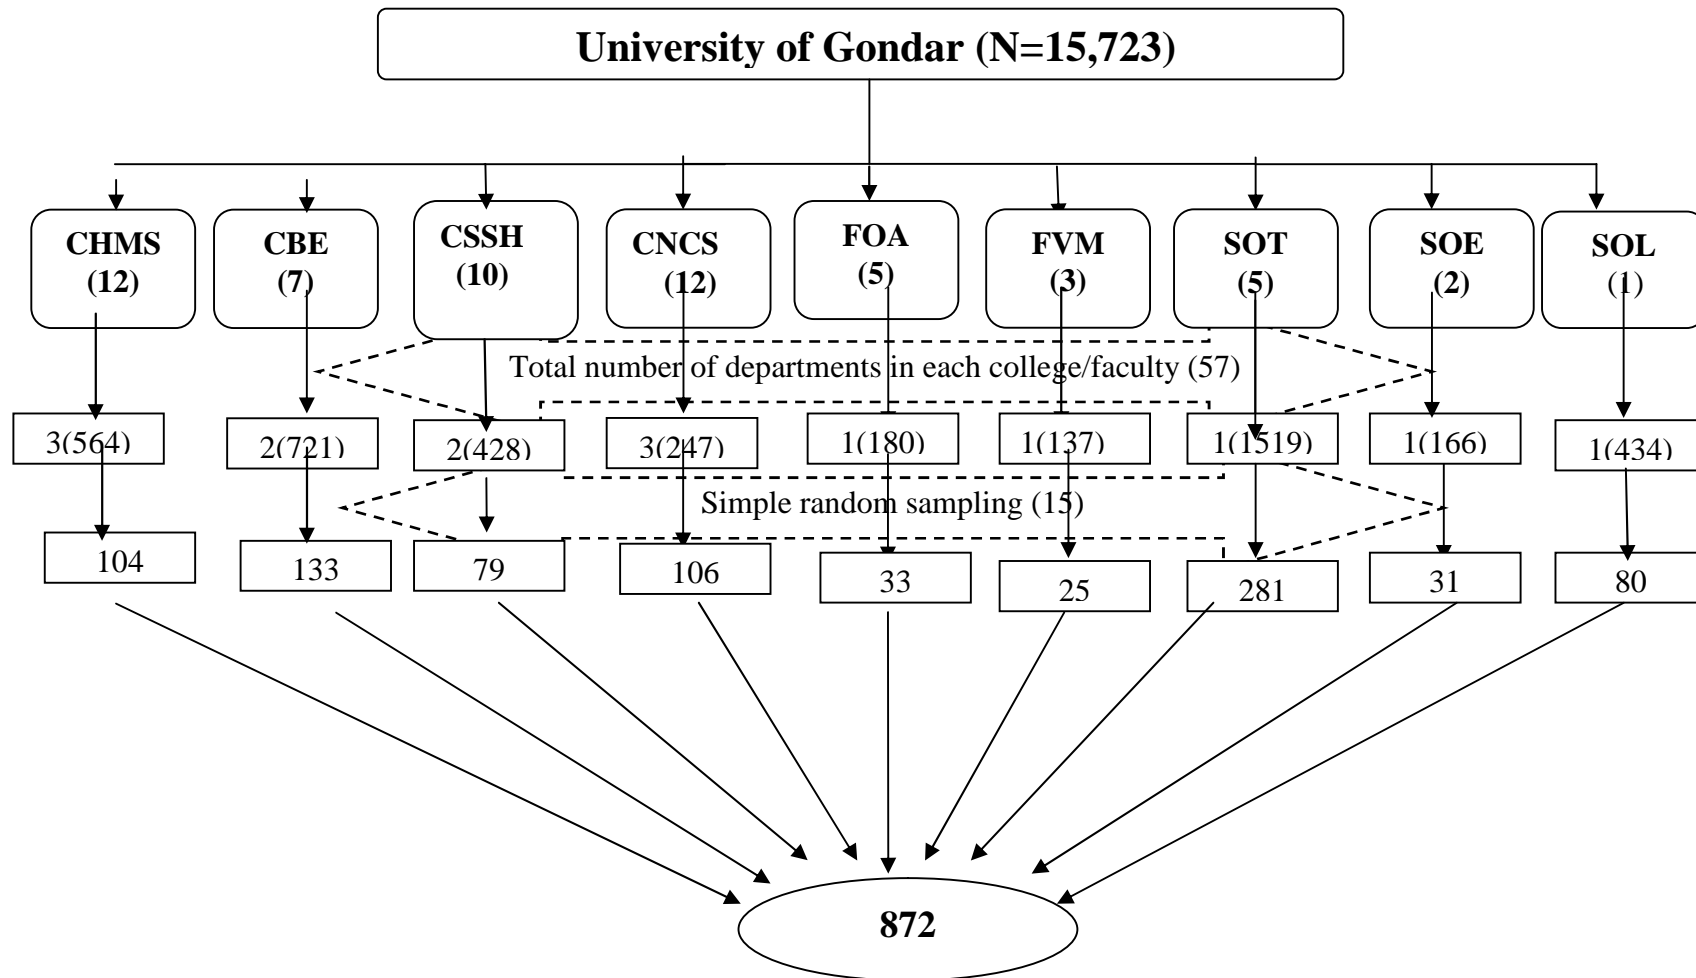 University of Gondar (N=15,723)
CHMS
(12)
CBE
(7)
CSSH
(10)
CNCS
(12)
FOA
(5)
FVM
(3)
SOT
(5)
SOE
(2)
SOL
(1)
Total number of departments in each college/faculty (57)
3(564)
2(721)
2(428)
3(247)
1(180)
1(137)
1(1519)
1(166)
1(434)
Simple random sampling (15)
104
133
79
106
33
25
281
31
80
872